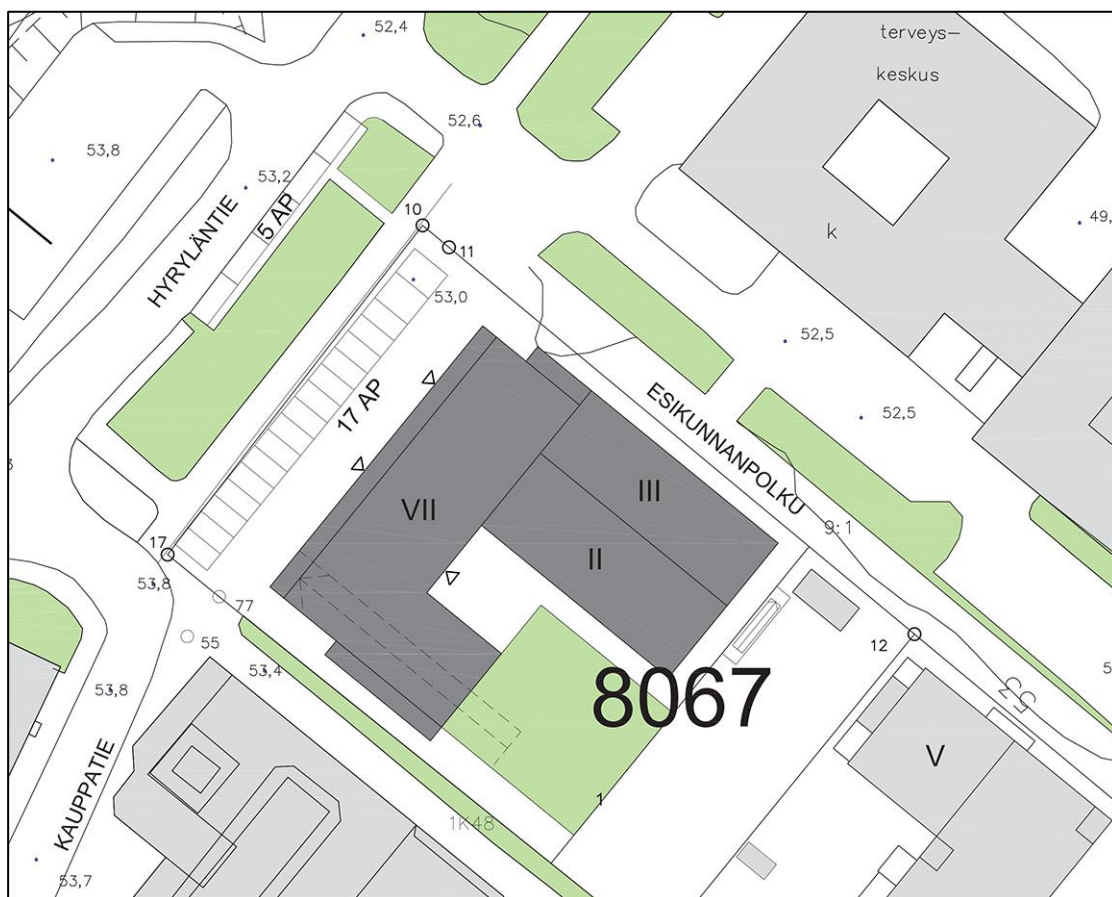 52,4
terveys-
keskus
52,6
53,8
53,2
HYRYLÄNTIE
5 AP
10
11
k
49,
53,0
52,5
17 AP
ESIKUNNANPOLKU
52,5
VII
III
II
9:1
17
53,8
77
55
53,4
12
53
8067
53,8
V
KAUPPATIE
1
1K48
53,7